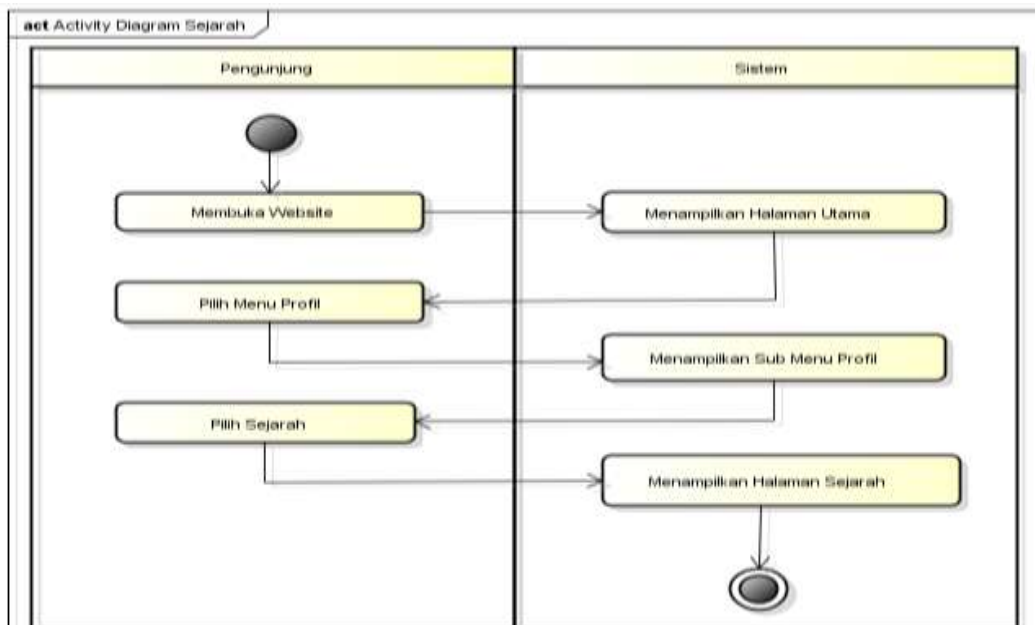 act Activity Diagram Sejarah
Pengunjung
Sistem
Membuka Website
Menampilkan Halaman Utama
Pilih Menu Profil
Menampilkan Sub Menu Profil
Pilih Sejarah
Menampilkan Halaman Sejarah